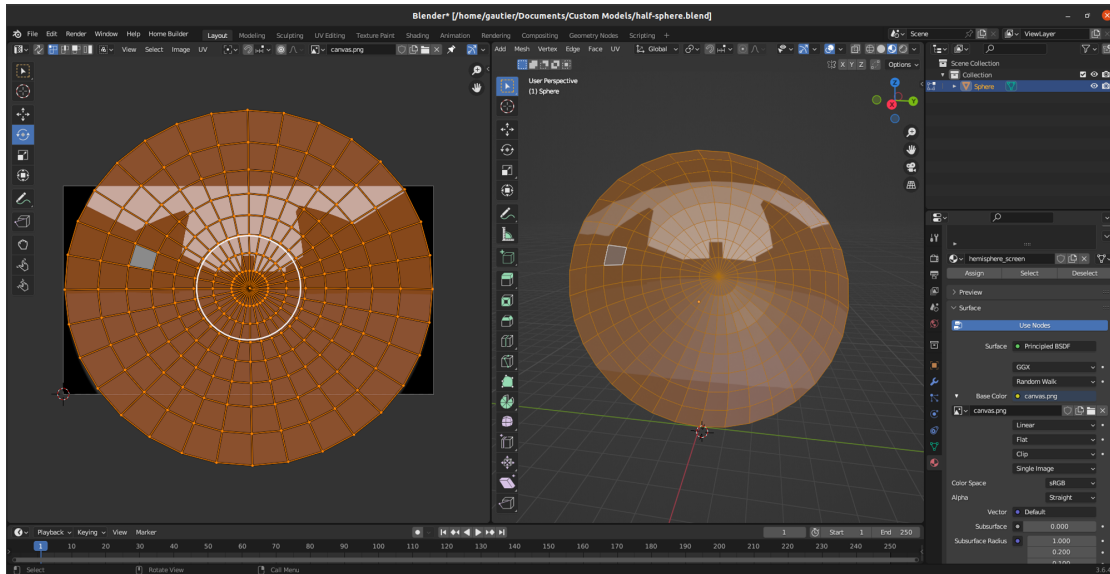 Blender* [/home/gautier/Documents/Custom Models/half-sphere.blend]
File Edit Render Window Help Home Builder Layout Modeling Sculpting UV Editing Texture Paint Shading Animation Rendering Compositing Geometry Nodes Scripting + Scene ViewLayer
View Select Image UV canvas.png Add Mesh Vertex Edge Face UV Global
X Y Z Options
User Perspective
(1) Sphere
Z
Y
X
Scene Collection
Collection
Sphere
hemisphere_screen
Assign Select Deselect
Preview
Surface
Use Nodes
Surface Principled BSDF
GGX
Random Walk
Base Color canvas.png
canvas.png
Linear
Flat
Clip
Single Image
Color Space sRGB
Alpha Straight
Vector Default
Subsurface 0.000
Subsurface Radius 1.000
0.200
0.100
Playback Keying View Marker 1 Start 1 End 250
1 10 20 30 40 50 60 70 80 90 100 110 120 130 140 150 160 170 180 190 200 210 220 230 240 250
Select Rotate View Call Menu 3.6.4